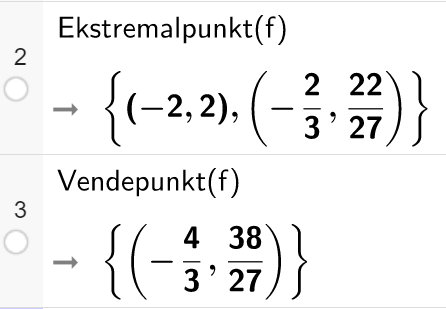 Ekstremalpunkt(f)
2
→ {(−2, 2), (−2/3, 22/27)}
Vendepunkt(f)
3
→ {(−4/3, 38/27)}